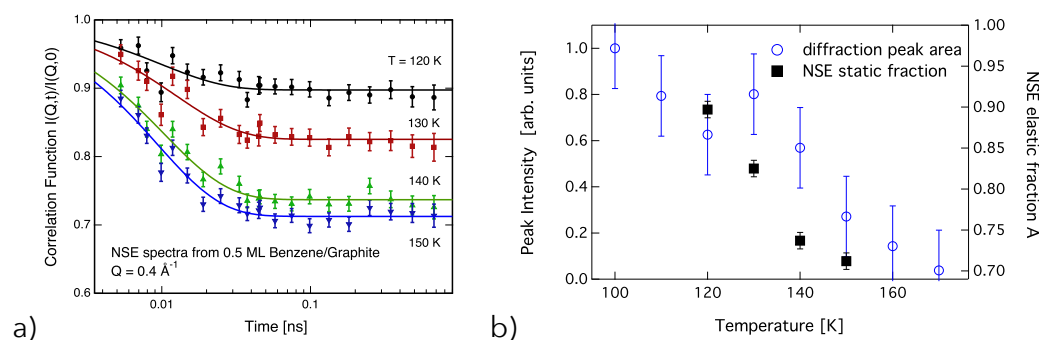 1.0
0.9
0.8
0.7
0.6
Correlation Function I(Q,t)/I(Q,0)
T = 120 K
130 K
140 K
150 K
NSE spectra from 0.5 ML Benzene/Graphite
Q = 0.4 Å⁻¹
0.01
0.1
Time [ns]
a)
1.0
0.8
0.6
0.4
0.2
0.0
Peak Intensity [arb. units]
diffraction peak area
NSE static fraction
1.00
0.95
0.90
0.85
0.80
0.75
0.70
NSE elastic fraction A
100
120
140
160
Temperature [K]
b)